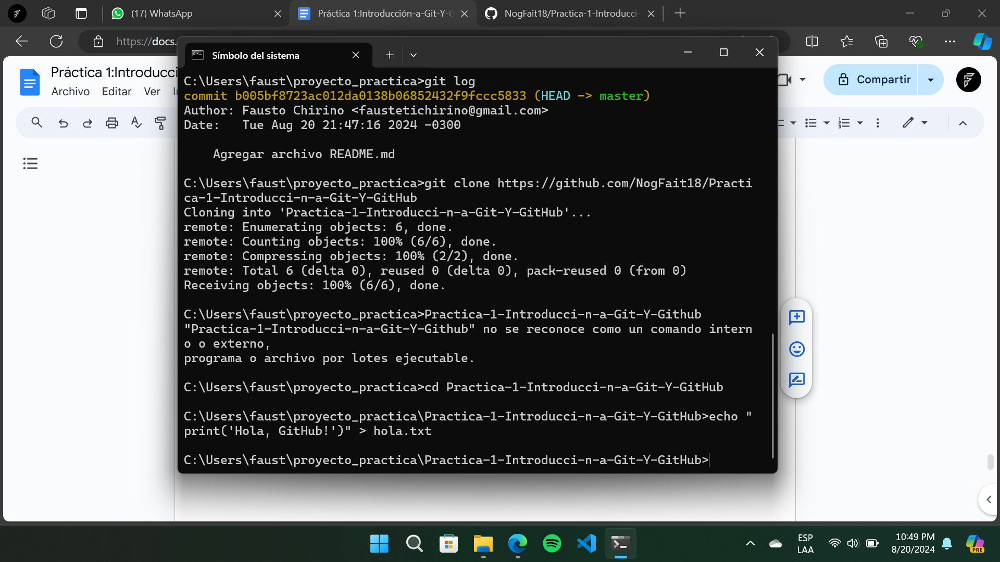 (17) WhatsApp
Práctica 1:Introducción-a-Git-Y-G
NogFait18/Practica-1-Introducci-
https://docs.
Símbolo del sistema
Práctica 1:Introducci
Archivo Editar Ver I
Compartir
C:\Users\faust\proyecto_practica>git log
commit b005bf8723ac012da0138b06852432f9fccc5833 (HEAD -> master)
Author: Fausto Chirino <faustetichirino@gmail.com>
Date:   Tue Aug 20 21:47:16 2024 -0300
Agregar archivo README.md
C:\Users\faust\proyecto_practica>git clone https://github.com/NogFait18/Practi
ca-1-Introducci-n-a-Git-Y-GitHub
Cloning into 'Practica-1-Introducci-n-a-Git-Y-GitHub'...
remote: Enumerating objects: 6, done.
remote: Counting objects: 100% (6/6), done.
remote: Compressing objects: 100% (2/2), done.
remote: Total 6 (delta 0), reused 0 (delta 0), pack-reused 0 (from 0)
Receiving objects: 100% (6/6), done.
C:\Users\faust\proyecto_practica>Practica-1-Introducci-n-a-Git-Y-Github
"Practica-1-Introducci-n-a-Git-Y-Github" no se reconoce como un comando intern
o o externo,
programa o archivo por lotes ejecutable.
C:\Users\faust\proyecto_practica>cd Practica-1-Introducci-n-a-Git-Y-GitHub
C:\Users\faust\proyecto_practica\Practica-1-Introducci-n-a-Git-Y-GitHub>echo "
print('Hola, GitHub!')" > hola.txt
C:\Users\faust\proyecto_practica\Practica-1-Introducci-n-a-Git-Y-GitHub>
ESP
LAA
10:49 PM
8/20/2024
PRE